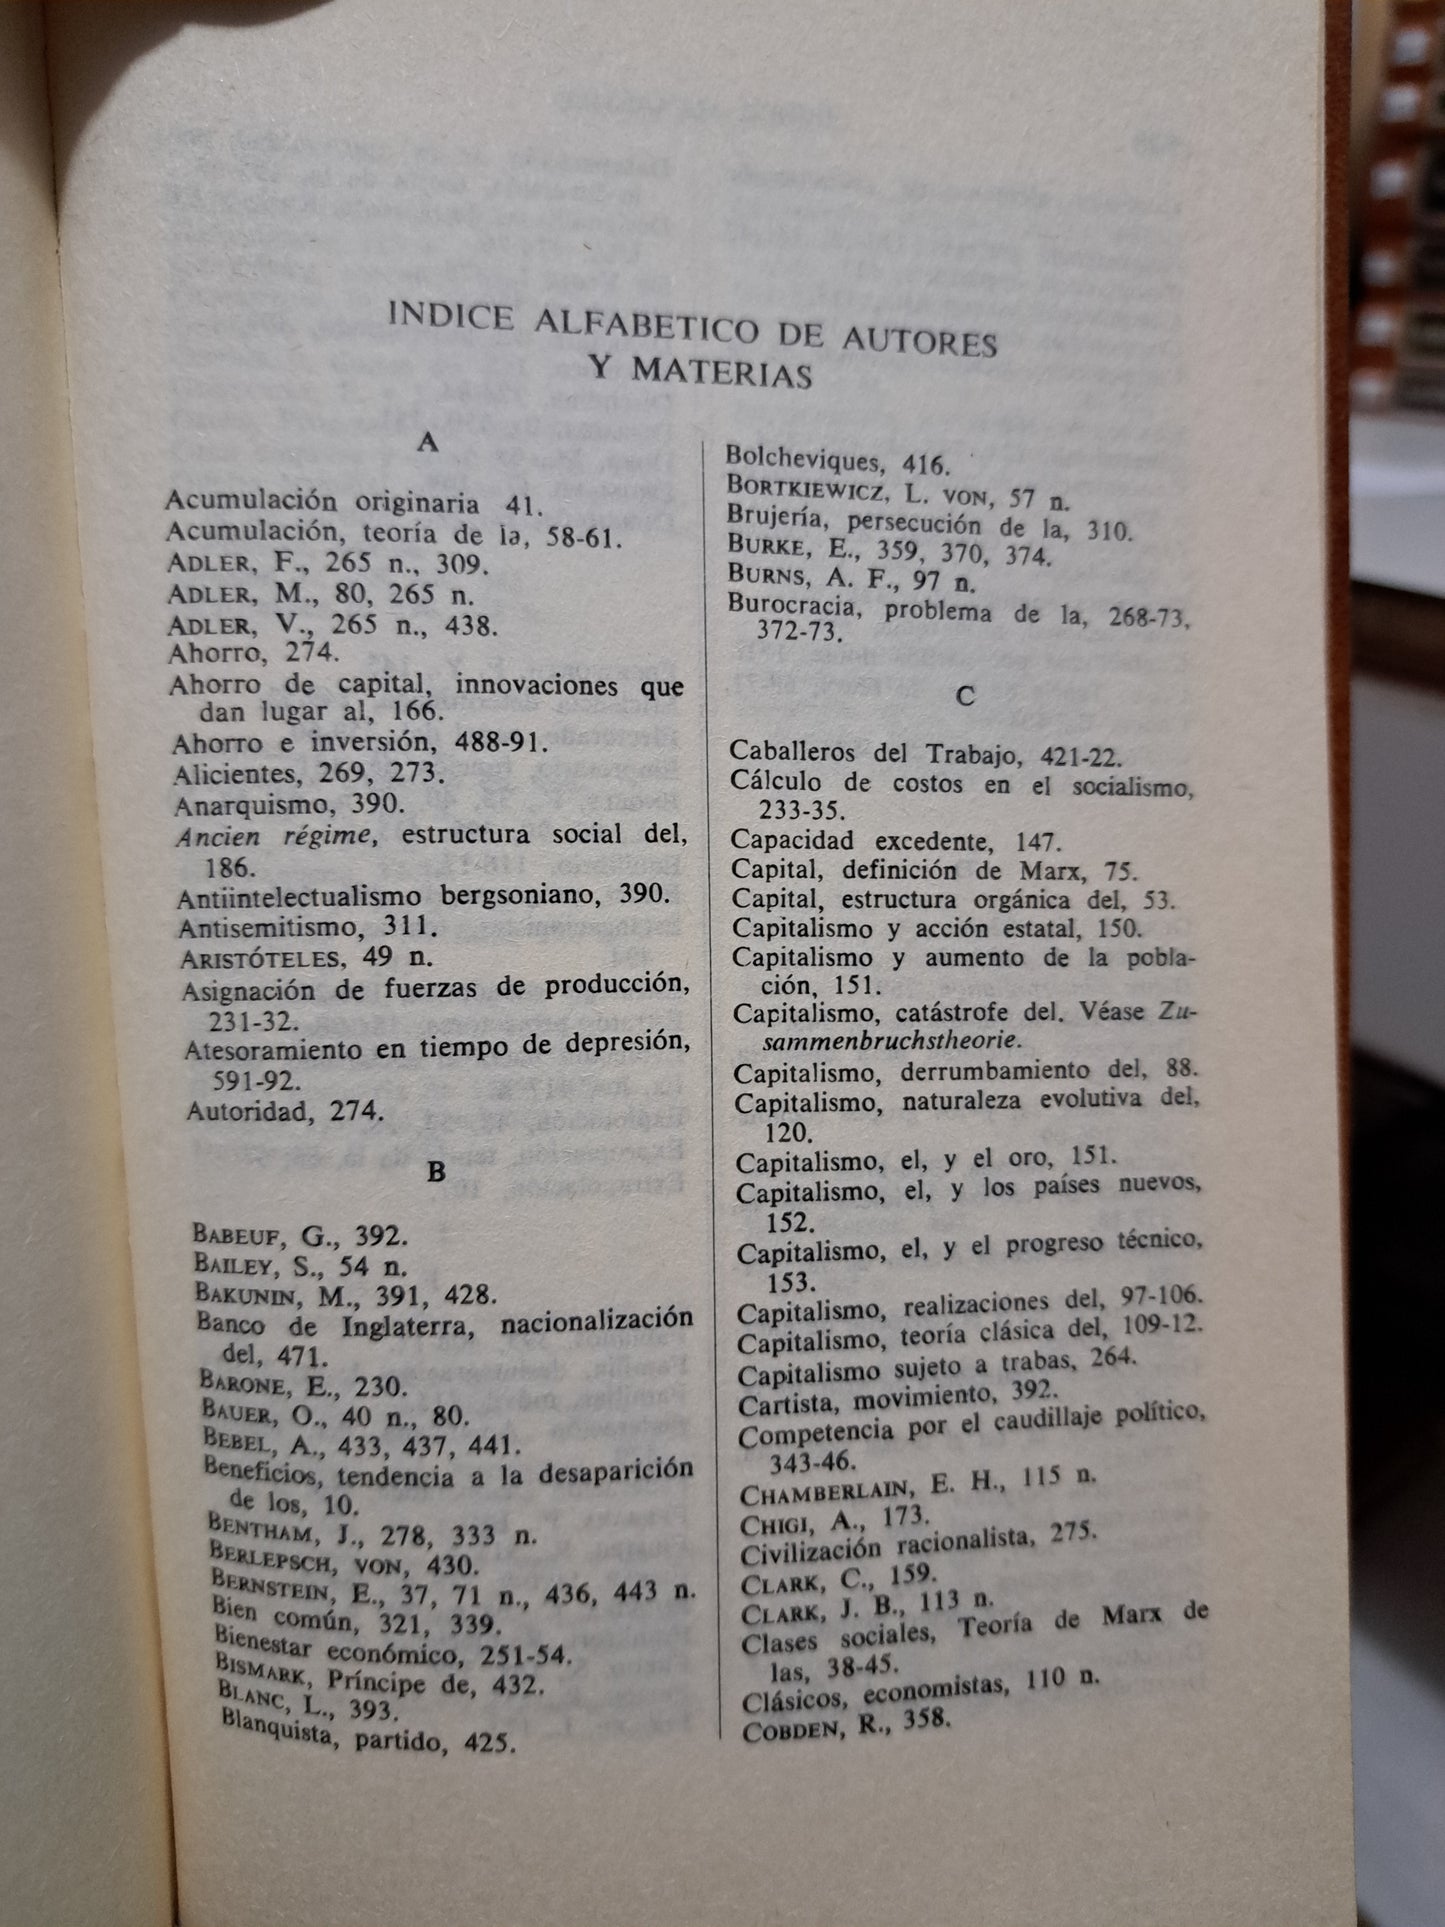 INDICE ALFABETICO DE AUTORES
Y MATERIAS
A
Acumulación originaria 41.
Acumulación, teoría de la, 58-61.
ADLER, F., 265 n., 309.
ADLER, M., 80, 265 n.
ADLER, V., 265 n., 438.
Ahorro, 274.
Ahorro de capital, innovaciones que
dan lugar al, 166.
Ahorro e inversión, 488-91.
Alicientes, 269, 273.
Anarquismo, 390.
Ancien régime, estructura social del,
186.
Antiintelectualismo bergsoniano, 390.
Antisemitismo, 311.
ARISTÓTELES, 49 n.
Asignación de fuerzas de producción,
231-32.
Atesoramiento en tiempo de depresión,
591-92.
Autoridad, 274.
B
BABEUF, G., 392.
BAILEY, S., 54 n.
BAKUNIN, M., 391, 428.
Banco de Inglaterra, nacionalización
del, 471.
BARONE, E., 230.
BAUER, O., 40 n., 80.
BEBEL, A., 433, 437, 441.
Beneficios, tendencia a la desaparición
de los, 10.
BENTHAM, J., 278, 333 n.
BERLEPSCH, VON, 430.
BERNSTEIN, E., 37, 71 n., 436, 443 n.
Bien común, 321, 339.
Bienestar económico, 251-54.
BISMARK, Príncipe de, 432.
BLANC, L., 393.
Blanquista, partido, 425.
Bolcheviques, 416.
BORTKIEWICZ, L. VON, 57 n.
Brujería, persecución de la, 310.
BURKE, E., 359, 370, 374.
BURNS, A. F., 97 n.
Burocracia, problema de la, 268-73,
372-73.
C
Caballeros del Trabajo, 421-22.
Cálculo de costos en el socialismo,
233-35.
Capacidad excedente, 147.
Capital, definición de Marx, 75.
Capital, estructura orgánica del, 53.
Capitalismo y acción estatal, 150.
Capitalismo y aumento de la pobla-
ción, 151.
Capitalismo, catástrofe del. Véase Zu-
sammenbruchstheorie.
Capitalismo, derrumbamiento del, 88.
Capitalismo, naturaleza evolutiva del,
120.
Capitalismo, el, y el oro, 151.
Capitalismo, el, y los países nuevos,
152.
Capitalismo, el, y el progreso técnico,
153.
Capitalismo, realizaciones del, 97-106.
Capitalismo, teoría clásica del, 109-12.
Capitalismo sujeto a trabas, 264.
Cartista, movimiento, 392.
Competencia por el caudillaje político,
343-46.
CHAMBERLAIN, E. H., 115 n.
CHIGI, A., 173.
Civilización racionalista, 275.
CLARK, C., 159.
CLARK, J. B., 113 n.
Clases sociales, Teoría de Marx de
las, 38-45.
Clásicos, economistas, 110 n.
COBDEN, R., 358.